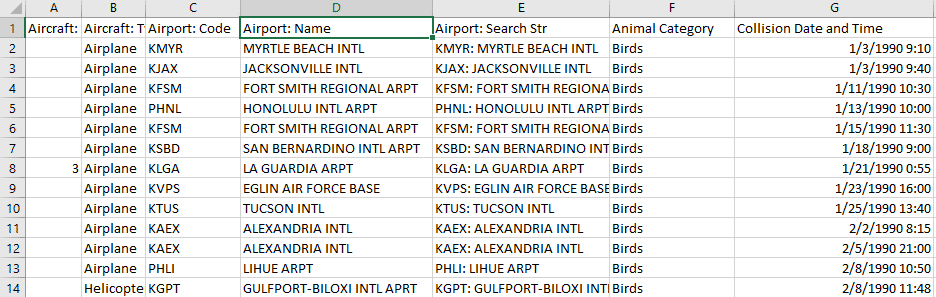 A B C D E F G
1 Aircraft: Aircraft: T Airport: Code Airport: Name Airport: Search Str Animal Category Collision Date and Time
2 Airplane KMYR MYRTLE BEACH INTL KMYR: MYRTLE BEACH INTL Birds 1/3/1990 9:10
3 Airplane KJAX JACKSONVILLE INTL KJAX: JACKSONVILLE INTL Birds 1/3/1990 9:40
4 Airplane KFSM FORT SMITH REGIONAL ARPT KFSM: FORT SMITH REGIONA Birds 1/11/1990 10:30
5 Airplane PHNL HONOLULU INTL ARPT PHNL: HONOLULU INTL ARPT Birds 1/13/1990 10:00
6 Airplane KFSM FORT SMITH REGIONAL ARPT KFSM: FORT SMITH REGIONA Birds 1/15/1990 11:30
7 Airplane KSBD SAN BERNARDINO INTL ARPT KSBD: SAN BERNARDINO INT Birds 1/18/1990 9:00
8 3 Airplane KLGA LA GUARDIA ARPT KLGA: LA GUARDIA ARPT Birds 1/21/1990 0:55
9 Airplane KVPS EGLIN AIR FORCE BASE KVPS: EGLIN AIR FORCE BASE Birds 1/23/1990 16:00
10 Airplane KTUS TUCSON INTL KTUS: TUCSON INTL Birds 1/25/1990 13:40
11 Airplane KAEX ALEXANDRIA INTL KAEX: ALEXANDRIA INTL Birds 2/2/1990 8:15
12 Airplane KAEX ALEXANDRIA INTL KAEX: ALEXANDRIA INTL Birds 2/5/1990 21:00
13 Airplane PHLI LIHUE ARPT PHLI: LIHUE ARPT Birds 2/8/1990 10:50
14 Helicopte KGPT GULFPORT-BILOXI INTL APRT KGPT: GULFPORT-BILOXI INTI Birds 2/8/1990 11:48